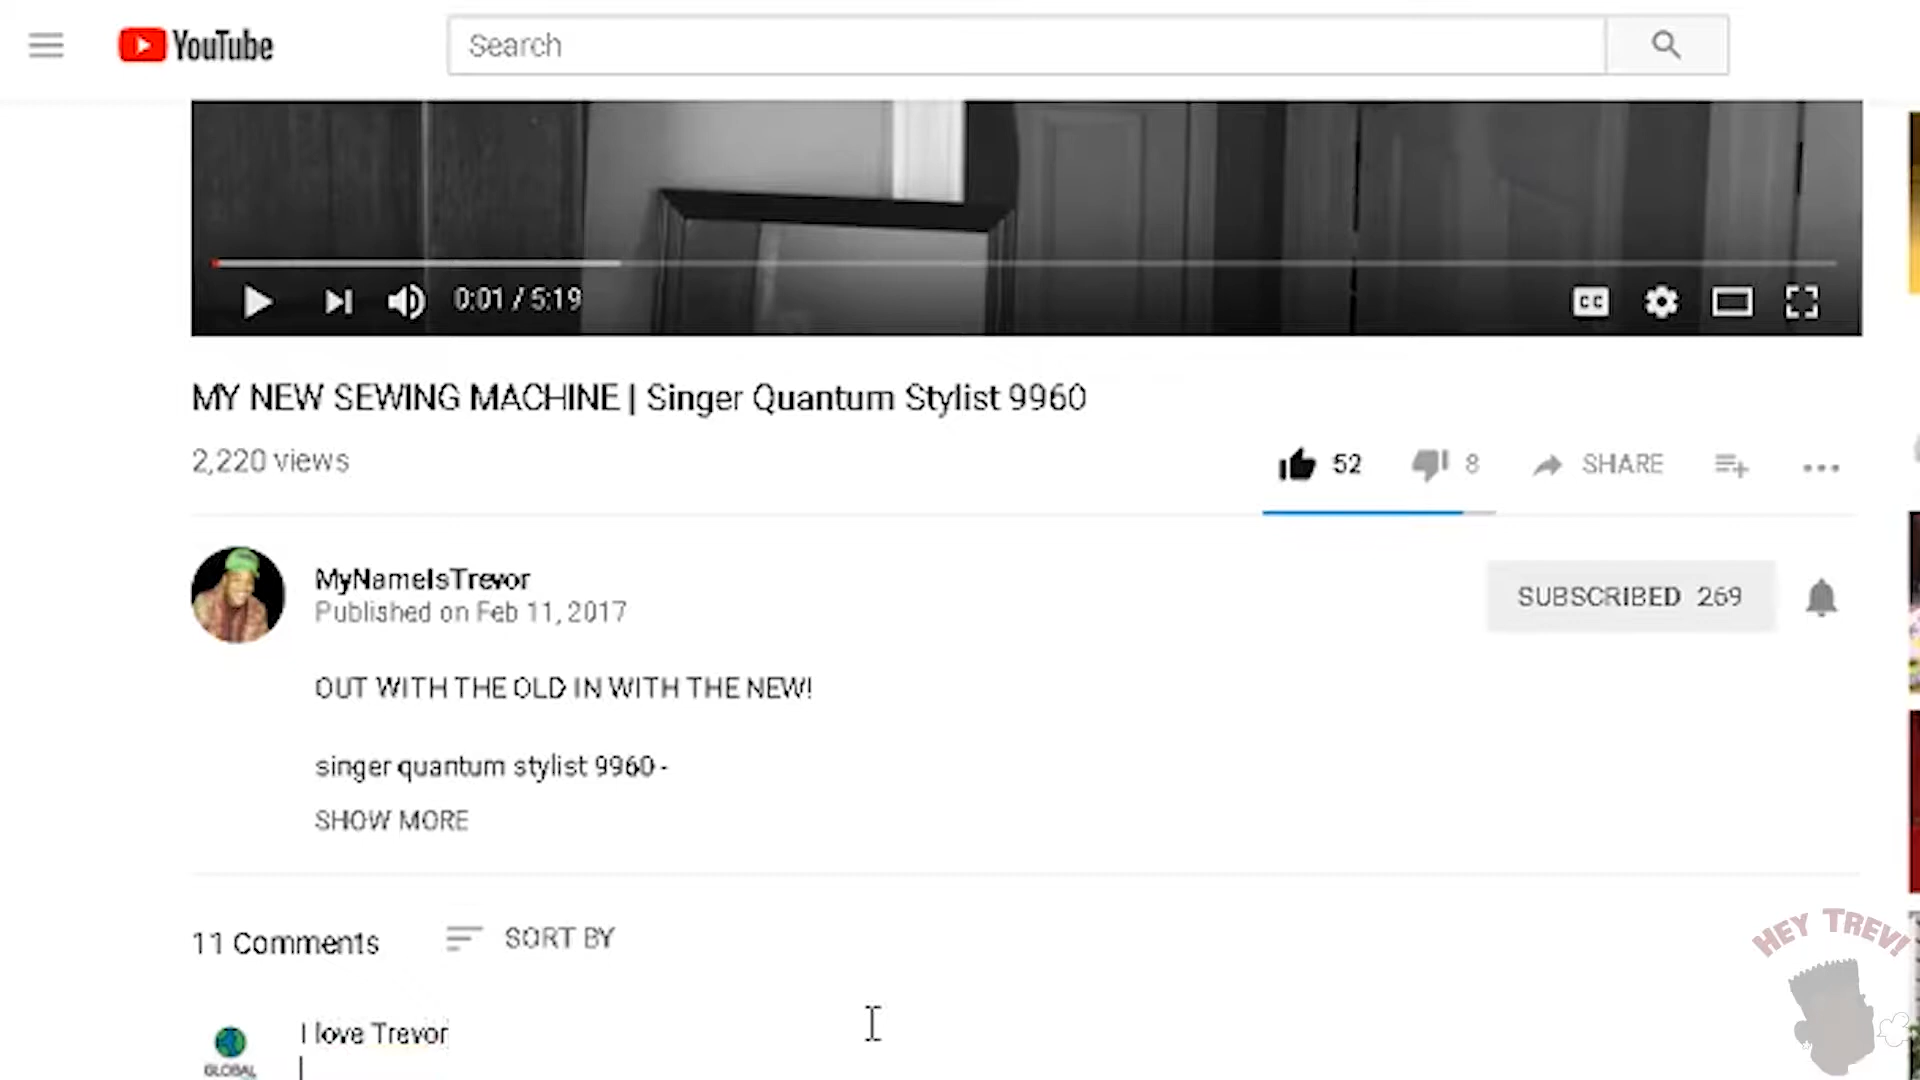 YouTube
Search
0:01 / 5:19
CC
MY NEW SEWING MACHINE | Singer Quantum Stylist 9960
2,220 views
52
8
SHARE
MyNameIsTrevor
Published on Feb 11, 2017
SUBSCRIBED 269
OUT WITH THE OLD IN WITH THE NEW!
singer quantum stylist 9960 -
SHOW MORE
11 Comments
SORT BY
HEY TREV!
I love Trevor
GLOBAL